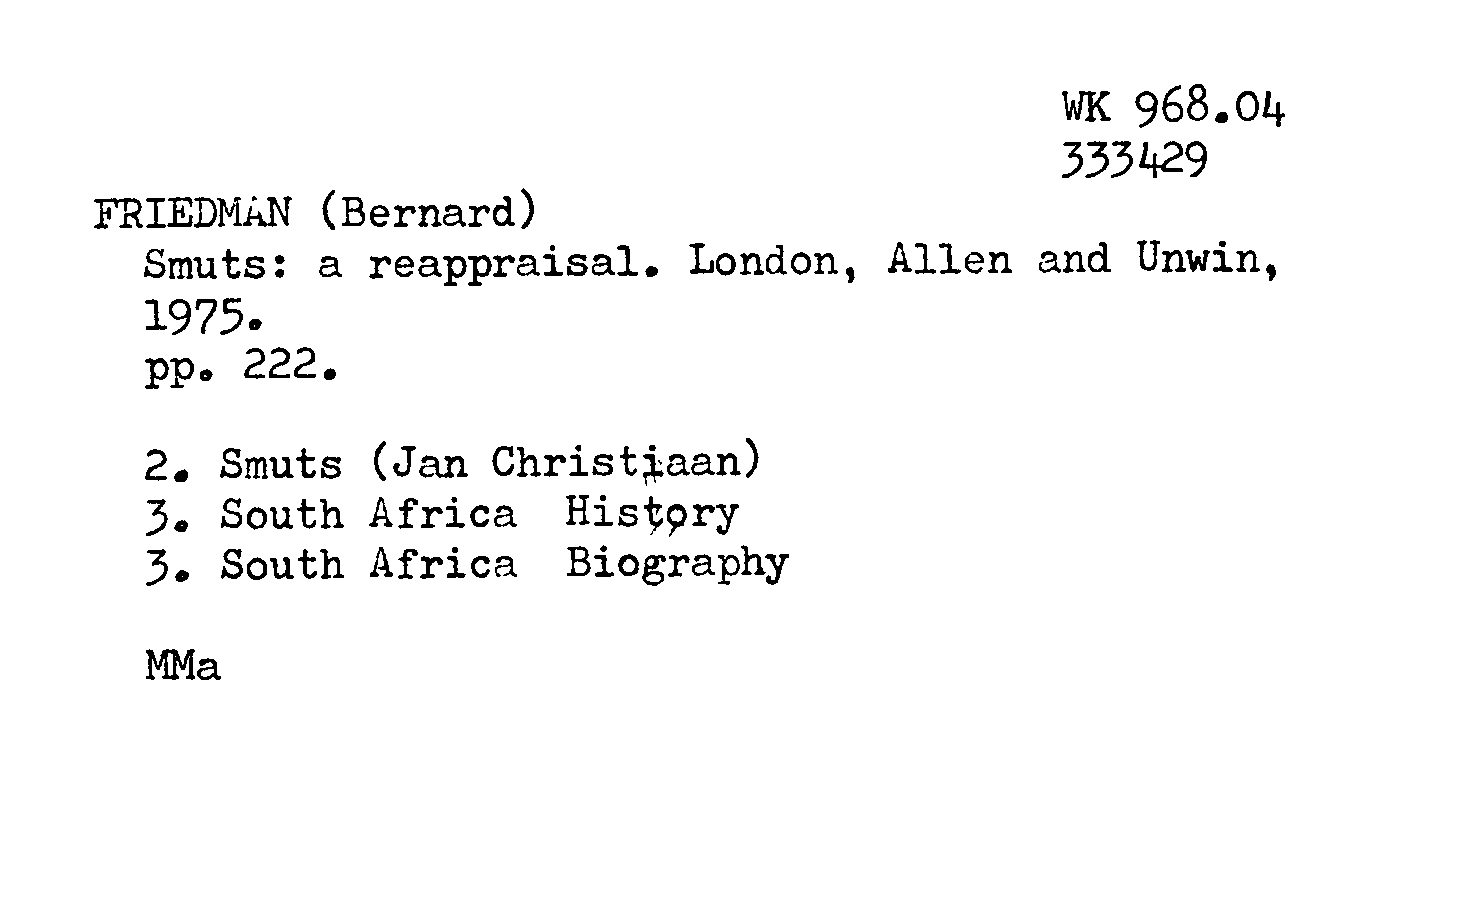 WK 968.04
333429
FRIEDMAN (Bernard)
Smuts: a reappraisal. London, Allen and Unwin,
1975.
pp. 222.
2. Smuts (Jan Christiaan)
3. South Africa  History
3. South Africa  Biography
MMa